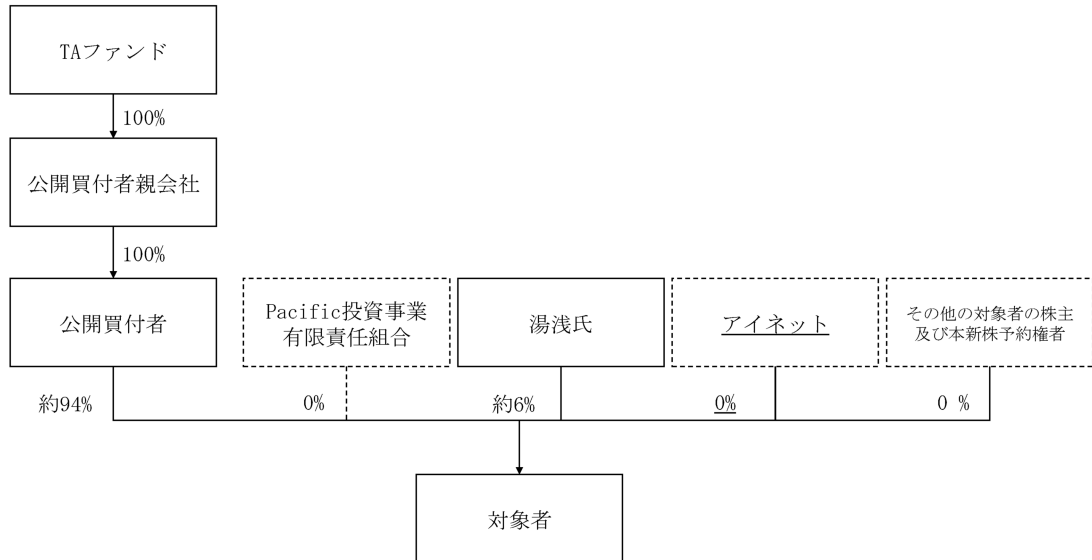 TAファンド
100%
公開買付者親会社
100%
公開買付者
Pacific投資事業
有限責任組合
湯浅氏
アイネット
その他の対象者の株主
及び本新株予約権者
約94%
0%
約6%
0%
0 %
対象者